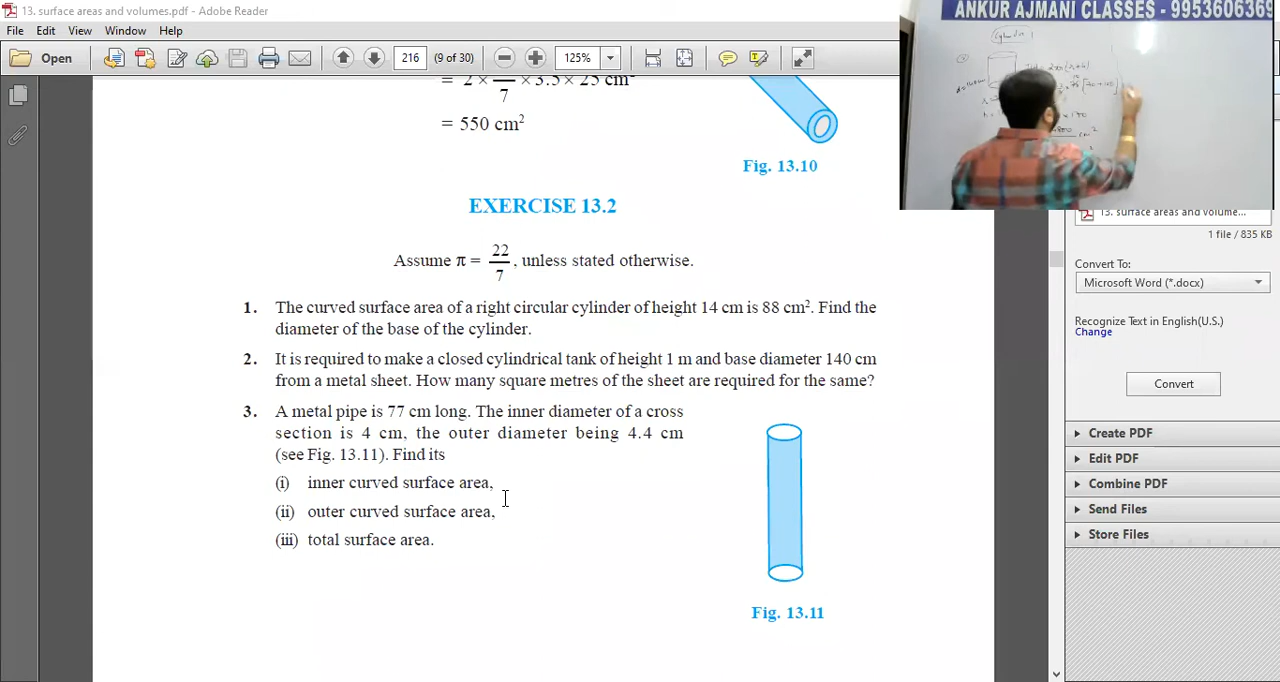 13. surface areas and volumes.pdf - Adobe Reader
File Edit View Window Help
Open 216 (9 of 30) 125%
= 2 × — × 3.5 × 25 cm
7
= 550 cm²
Fig. 13.10
EXERCISE 13.2
Assume π = 22/7, unless stated otherwise.
1. The curved surface area of a right circular cylinder of height 14 cm is 88 cm². Find the
diameter of the base of the cylinder.
2. It is required to make a closed cylindrical tank of height 1 m and base diameter 140 cm
from a metal sheet. How many square metres of the sheet are required for the same?
3. A metal pipe is 77 cm long. The inner diameter of a cross
section is 4 cm, the outer diameter being 4.4 cm
(see Fig. 13.11). Find its
(i) inner curved surface area,
(ii) outer curved surface area,
(iii) total surface area.
Fig. 13.11
ANKUR AJMANI CLASSES - 9953606369
Cylinder
13. surface areas and volume...
1 file / 835 KB
Convert To:
Microsoft Word (*.docx)
Recognize Text in English(U.S.)
Change
Convert
Create PDF
Edit PDF
Combine PDF
Send Files
Store Files